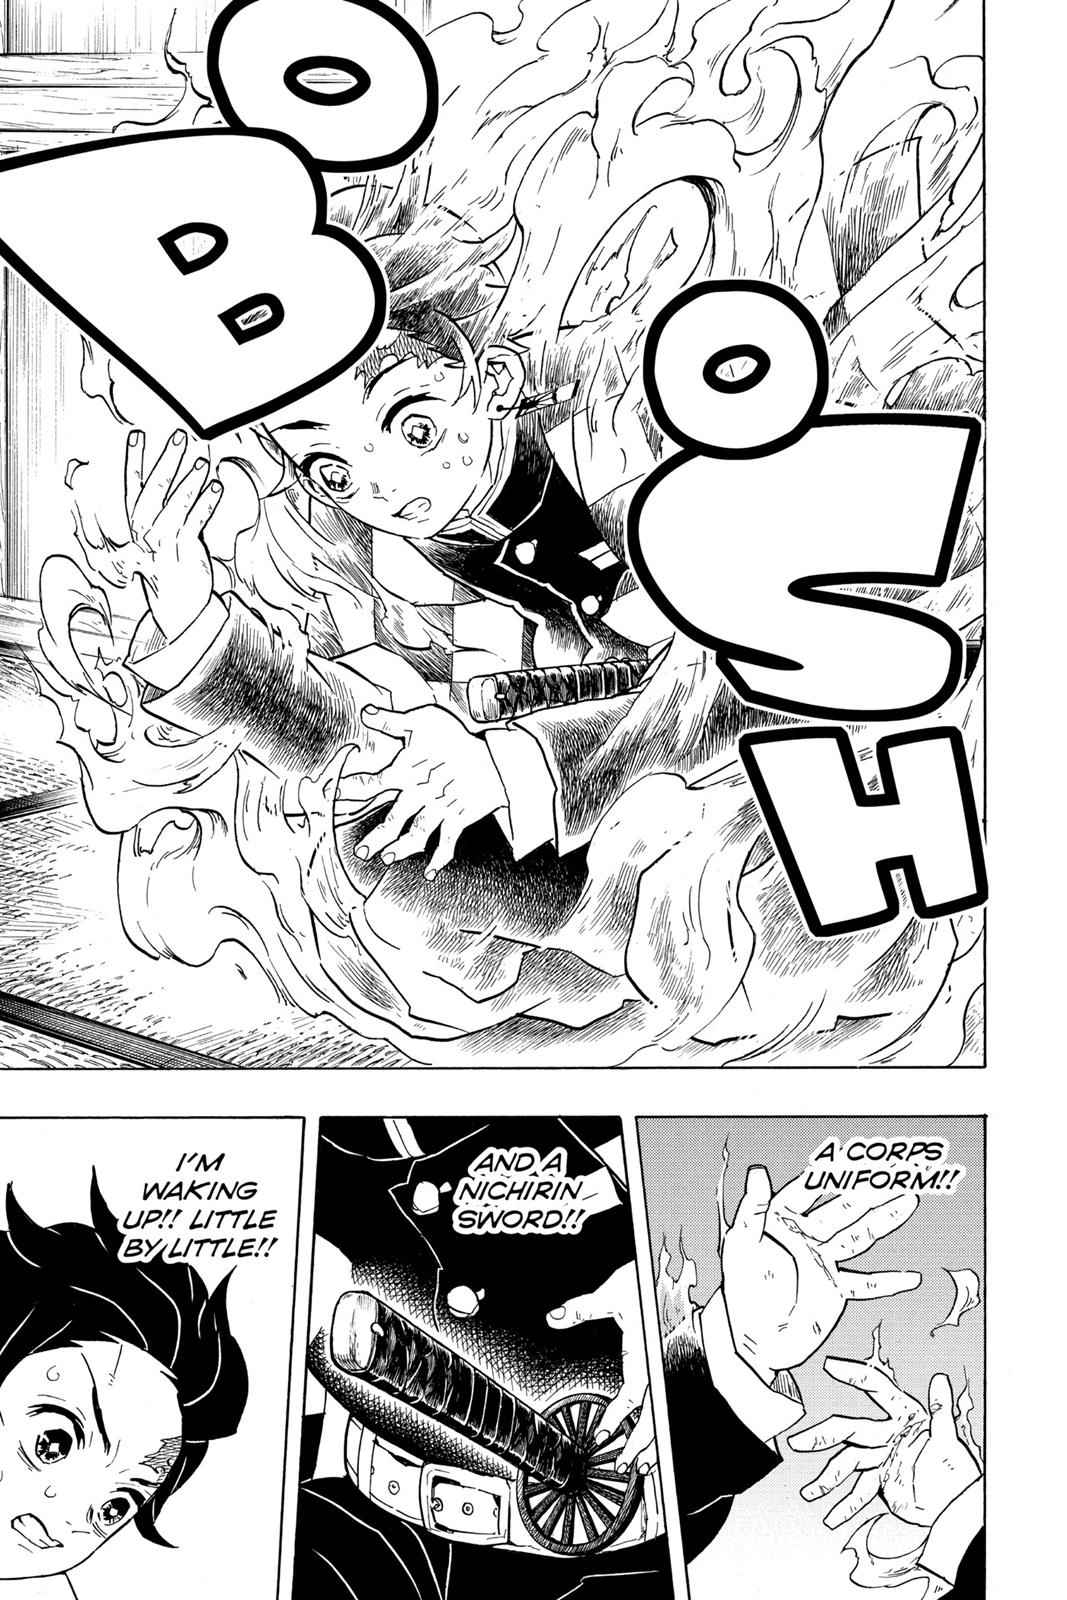 BOOSH
A CORPS
UNIFORM!!
AND A
NICHIRIN
SWORD!!
I'M
WAKING
UP!! LITTLE
BY LITTLE!!